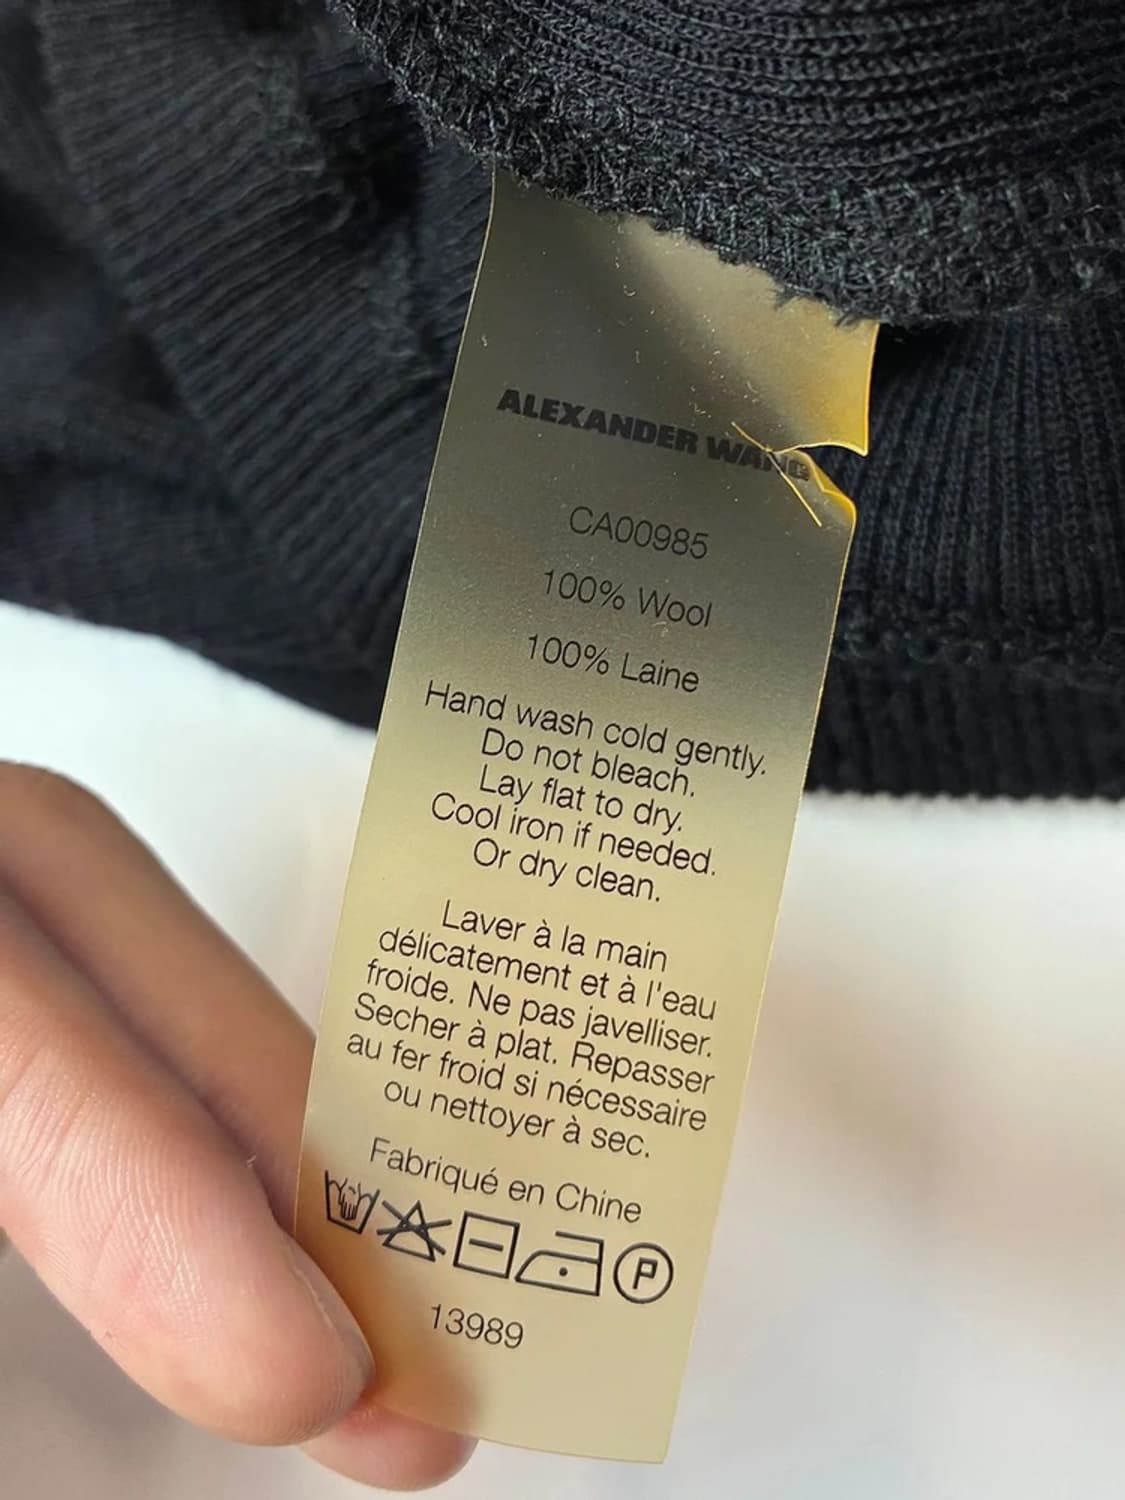 ALEXANDER WANG
CA00985
100% Wool
100% Laine
Hand wash cold gently.
Do not bleach.
Lay flat to dry.
Cool iron if needed.
Or dry clean.
Laver à la main
délicatement et à l'eau
froide. Ne pas javelliser.
Secher à plat. Repasser
au fer froid si nécessaire
ou nettoyer à sec.
Fabriqué en Chine
P
13989